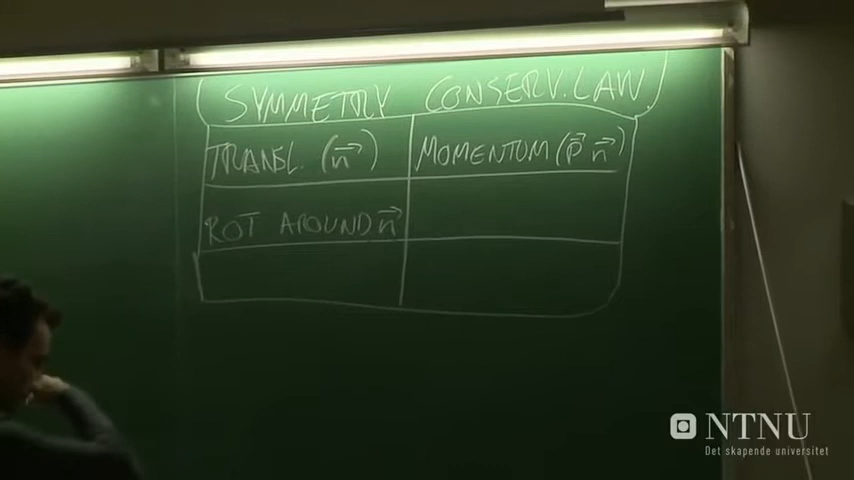 SYMMETRY CONSERV. LAW
TRANSL. (n⃗) MOMENTUM (p⃗ n⃗)
ROT AROUND n⃗
NTNU
Det skapende universitet